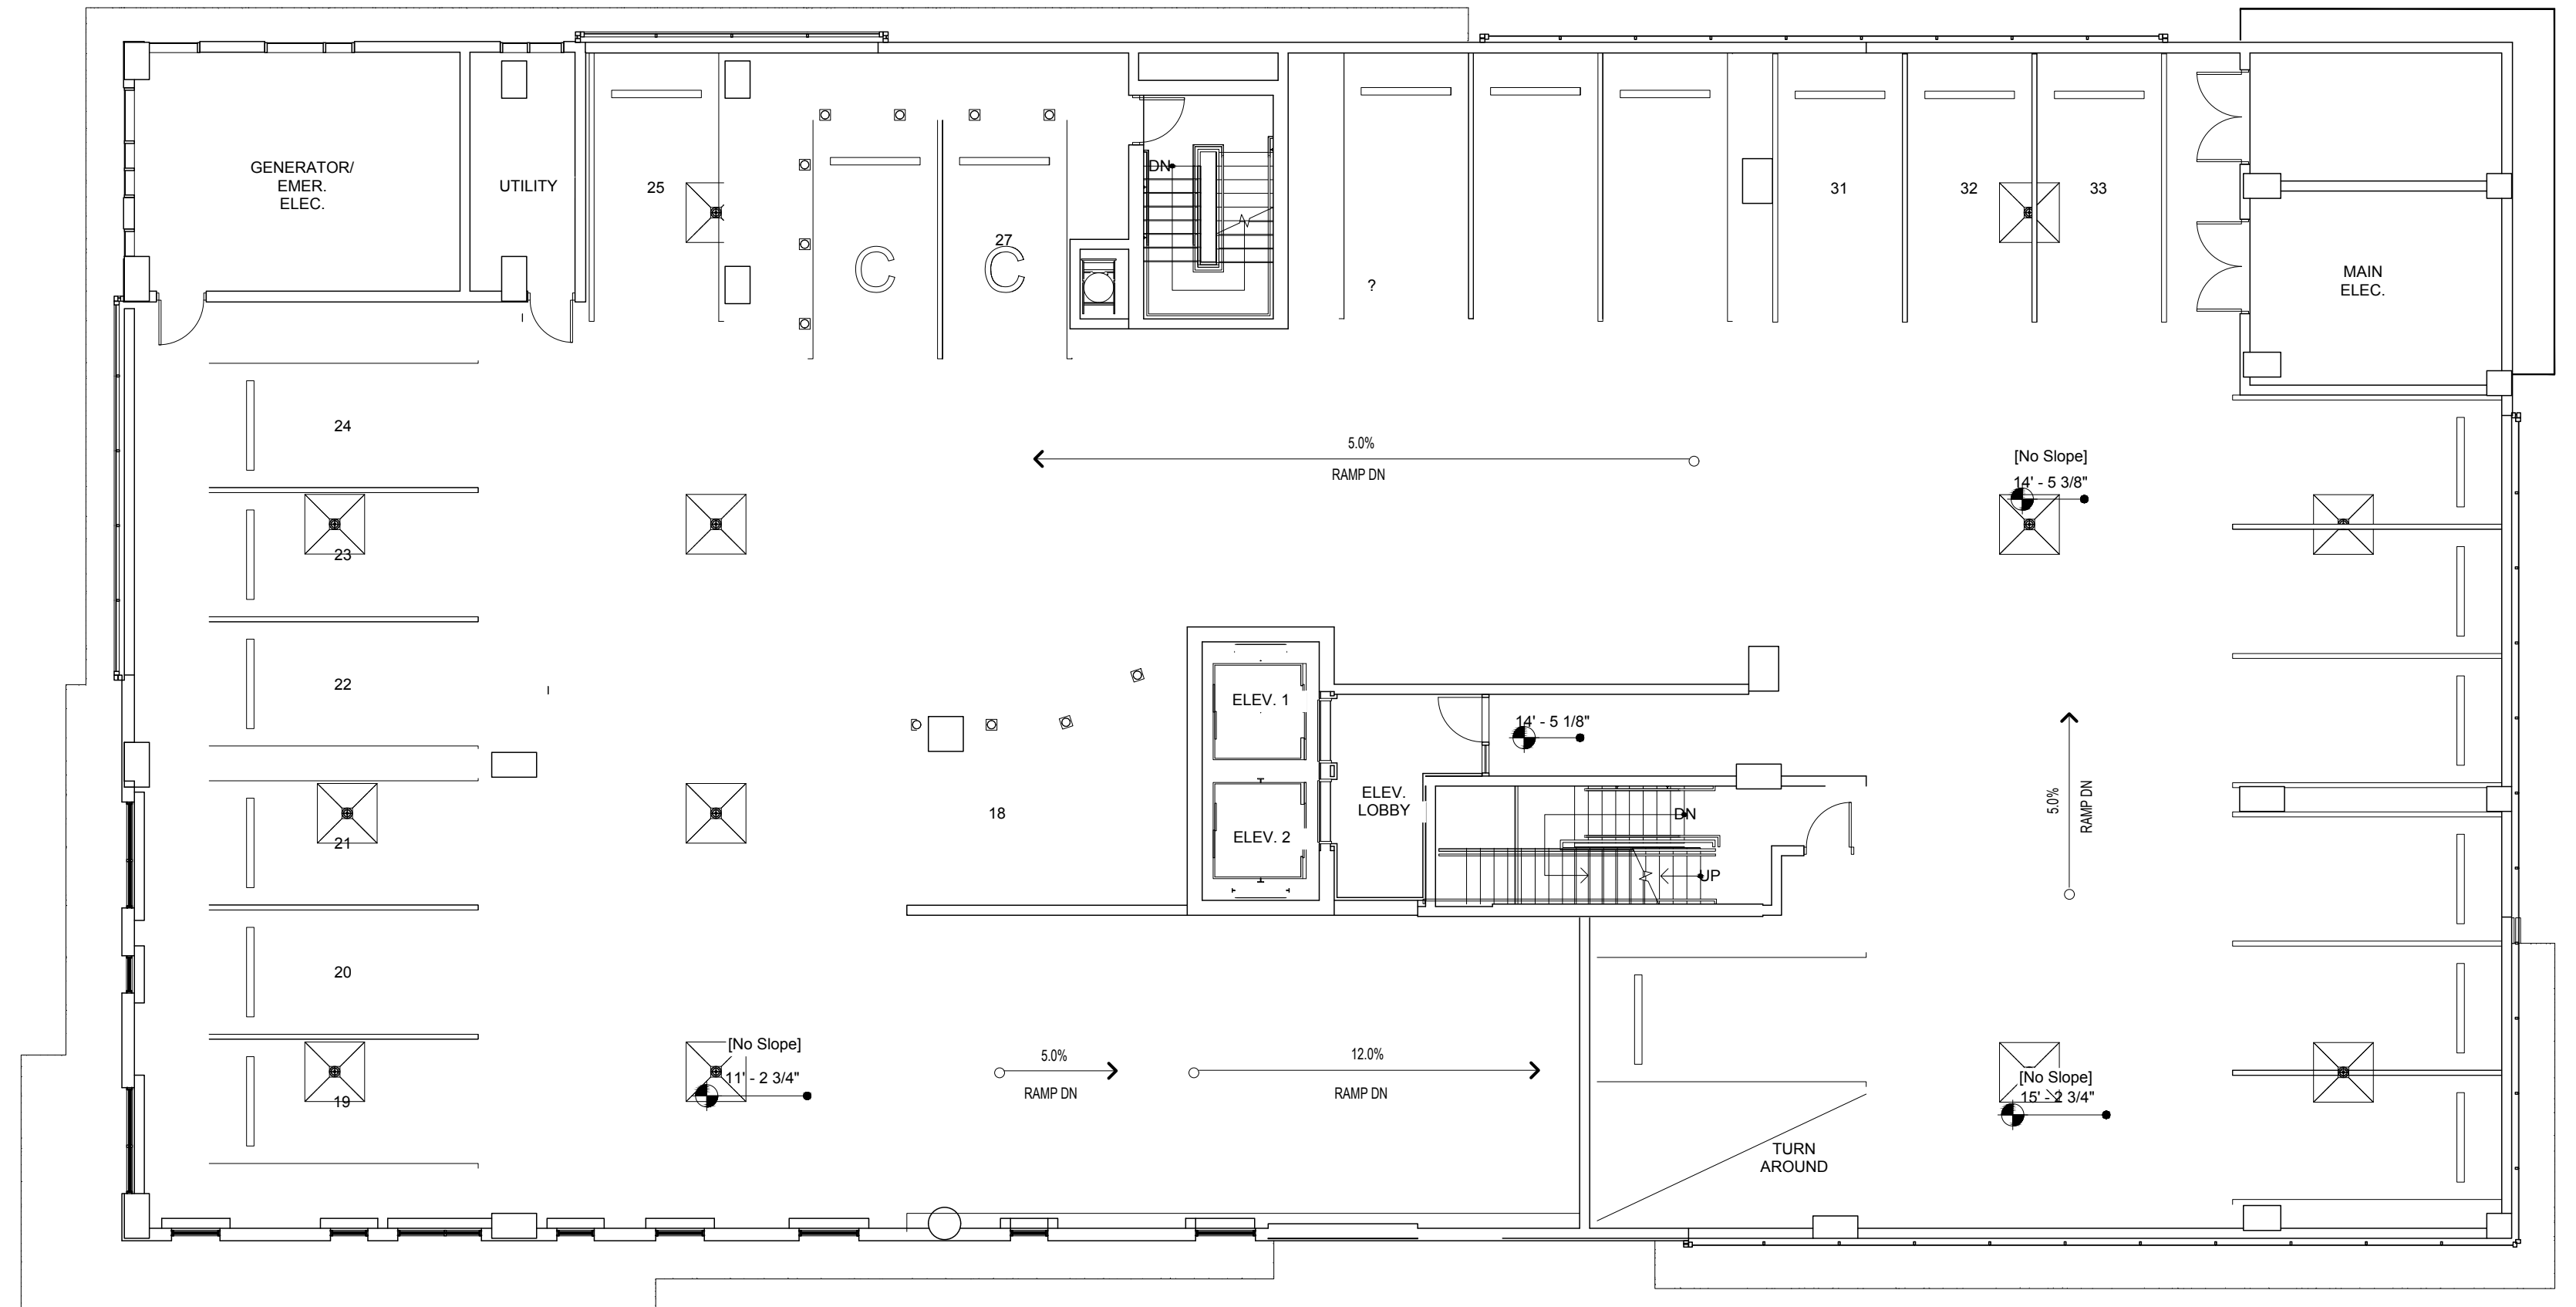 GENERATOR/
EMER.
ELEC.
UTILITY
25
27
C
C
DN
?
31
32
33
MAIN
ELEC.
24
23
22
21
20
19
5.0%
RAMP DN
[No Slope]
14' - 5 3/8"
ELEV. 1
ELEV. 2
18
ELEV.
LOBBY
14' - 5 1/8"
DN
UP
5.0%
RAMP DN
[No Slope]
11' - 2 3/4"
5.0%
RAMP DN
12.0%
RAMP DN
[No Slope]
15' - 2 3/4"
TURN
AROUND